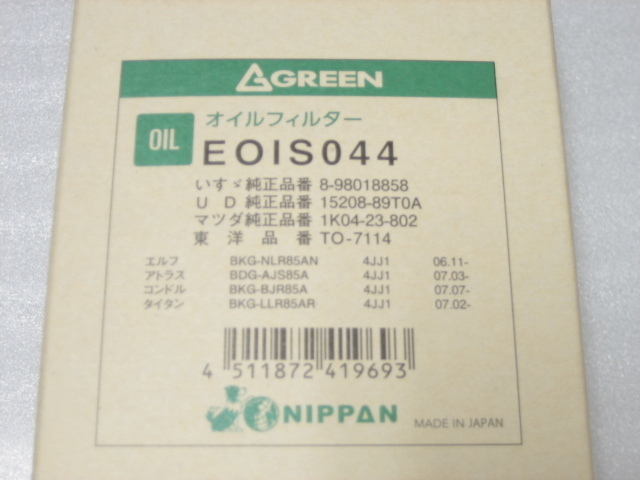 GREEN
OIL
オイルフィルター
EOIS044
いすゞ純正品番 8-98018858
UD純正品番 15208-89T0A
マツダ純正品番 1K04-23-802
東洋品番 TO-7114
エルフ BKG-NLR85AN 4JJ1 06.11-
アトラス BDG-AJS85A 4JJ1 07.03-
コンドル BKG-BJR85A 4JJ1 07.07-
タイタン BKG-LLR85AR 4JJ1 07.02-
4 511872 419693
NIPPAN
MADE IN JAPAN